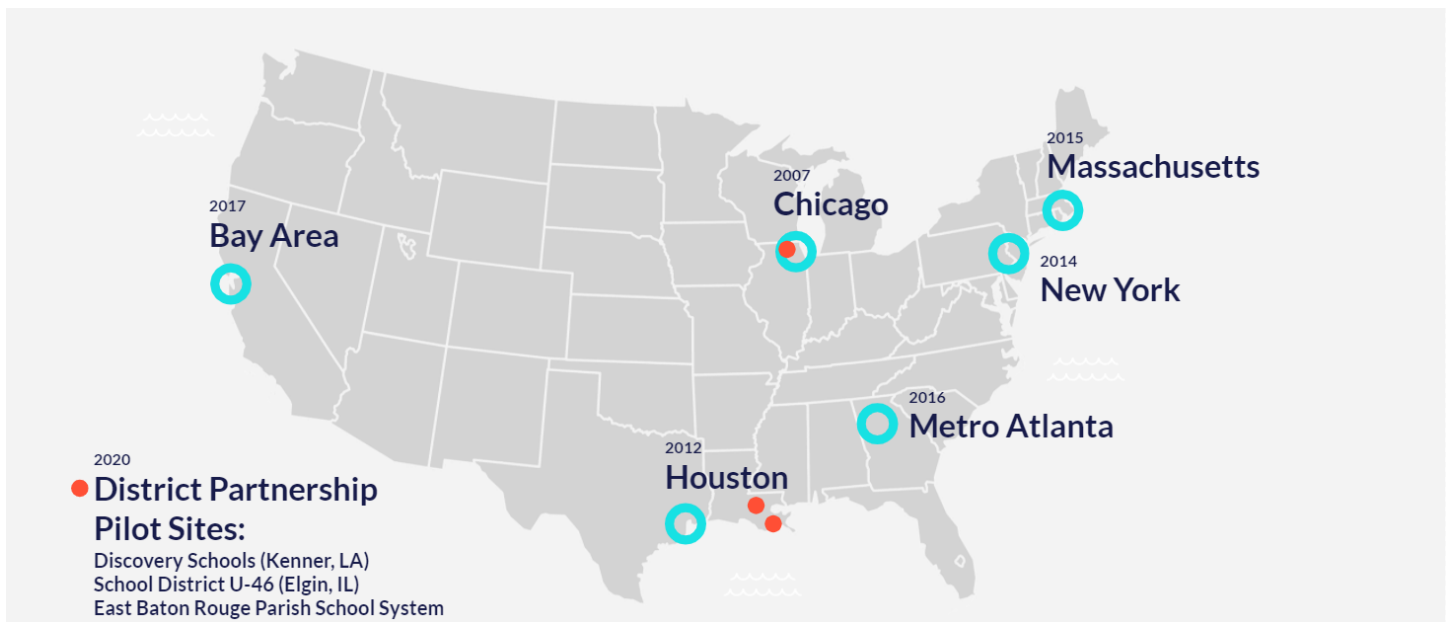 2015
Massachusetts
2007
Chicago
2017
Bay Area
2014
New York
2016
Metro Atlanta
2012
Houston
2020
District Partnership
Pilot Sites:
Discovery Schools (Kenner, LA)
School District U-46 (Elgin, IL)
East Baton Rouge Parish School System